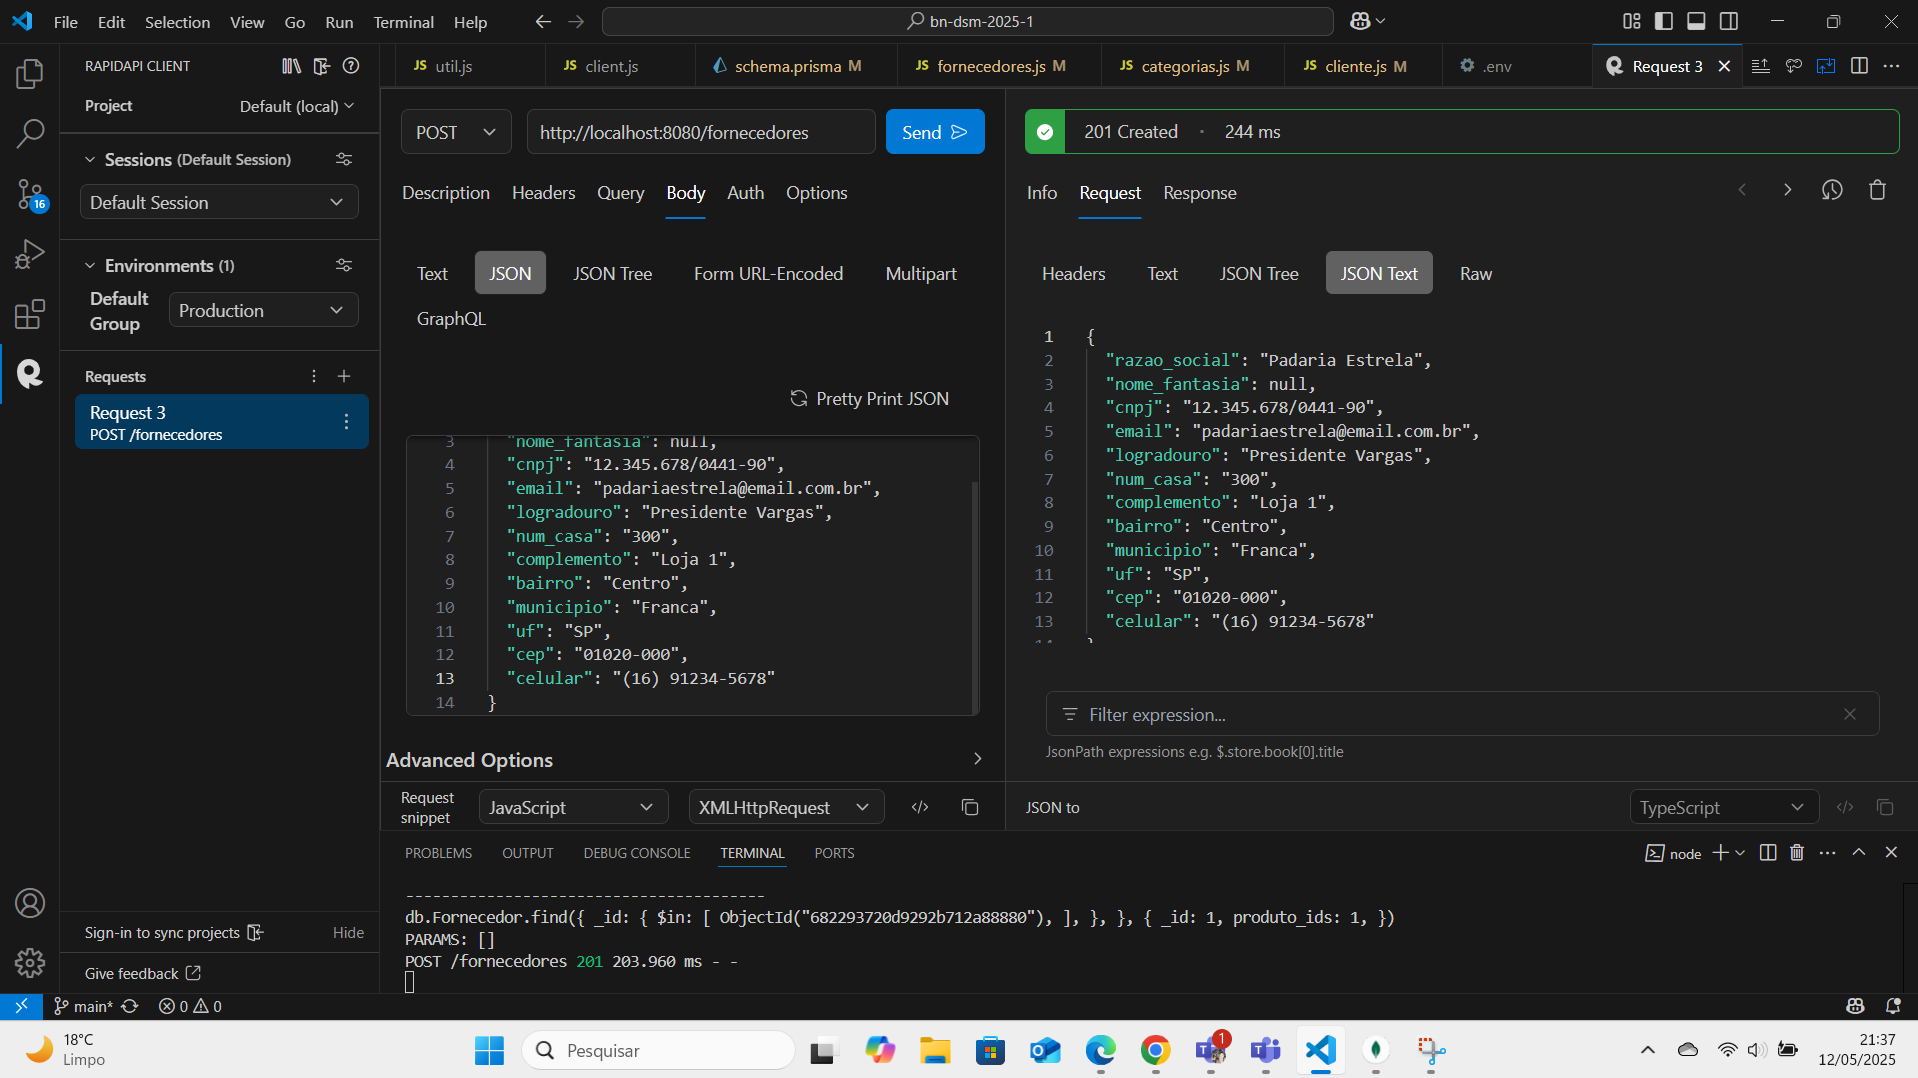 File Edit Selection View Go Run Terminal Help
bn-dsm-2025-1
RAPIDAPI CLIENT
Project Default (local)
Sessions (Default Session)
Default Session
Environments (1)
Default Group Production
Requests
Request 3
POST /fornecedores
Sign-in to sync projects Hide
Give feedback
16
JS util.js
JS client.js
schema.prisma M
JS fornecedores.js M
JS categorias.js M
JS cliente.js M
.env
Request 3
POST http://localhost:8080/fornecedores Send
Description Headers Query Body Auth Options
Text JSON JSON Tree Form URL-Encoded Multipart
GraphQL
Pretty Print JSON
3 "nome_fantasia": null,
4 "cnpj": "12.345.678/0441-90",
5 "email": "padariaestrela@email.com.br",
6 "logradouro": "Presidente Vargas",
7 "num_casa": "300",
8 "complemento": "Loja 1",
9 "bairro": "Centro",
10 "municipio": "Franca",
11 "uf": "SP",
12 "cep": "01020-000",
13 "celular": "(16) 91234-5678"
14 }
Advanced Options
Request snippet JavaScript XMLHttpRequest
201 Created · 244 ms
Info Request Response
Headers Text JSON Tree JSON Text Raw
1 {
2 "razao_social": "Padaria Estrela",
3 "nome_fantasia": null,
4 "cnpj": "12.345.678/0441-90",
5 "email": "padariaestrela@email.com.br",
6 "logradouro": "Presidente Vargas",
7 "num_casa": "300",
8 "complemento": "Loja 1",
9 "bairro": "Centro",
10 "municipio": "Franca",
11 "uf": "SP",
12 "cep": "01020-000",
13 "celular": "(16) 91234-5678"
14 }
Filter expression...
JsonPath expressions e.g. $.store.book[0].title
JSON to TypeScript
PROBLEMS OUTPUT DEBUG CONSOLE TERMINAL PORTS
node
----------------------------------------
db.Fornecedor.find({ _id: { $in: [ ObjectId("682293720d9292b712a88880"), ], }, }, { _id: 1, produto_ids: 1, })
PARAMS: []
POST /fornecedores 201 203.960 ms - -
main* 0 0
18°C
Limpo
Pesquisar
1
21:37
12/05/2025